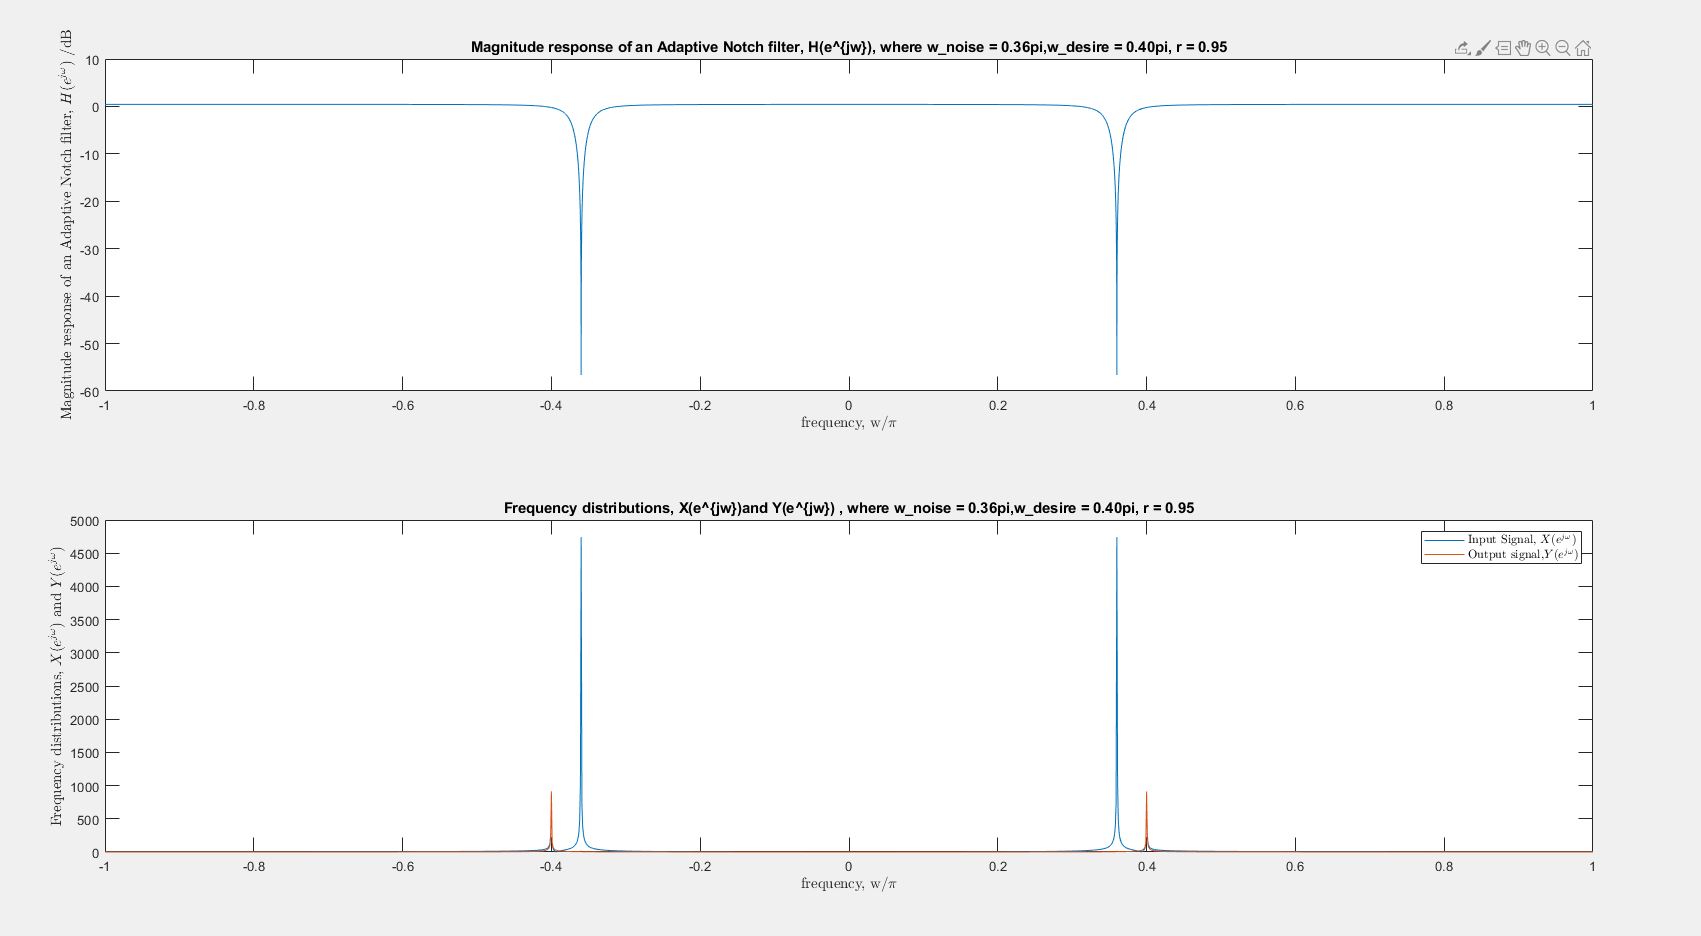 Magnitude response of an Adaptive Notch filter, H(e^{jw}), where w_noise = 0.36pi,w_desire = 0.40pi, r = 0.95
Magnitude response of an Adaptive Notch filter, H(e^{jω}) /dB
10
0
-10
-20
-30
-40
-50
-60
-1 -0.8 -0.6 -0.4 -0.2 0 0.2 0.4 0.6 0.8 1
frequency, w/π
Frequency distributions, X(e^{jw})and Y(e^{jw}) , where w_noise = 0.36pi,w_desire = 0.40pi, r = 0.95
Frequency distributions, X(e^{jω}) and Y(e^{jω})
5000
4500
4000
3500
3000
2500
2000
1500
1000
500
0
Input Signal, X(e^{jω})
Output signal,Y(e^{jω})
-1 -0.8 -0.6 -0.4 -0.2 0 0.2 0.4 0.6 0.8 1
frequency, w/π